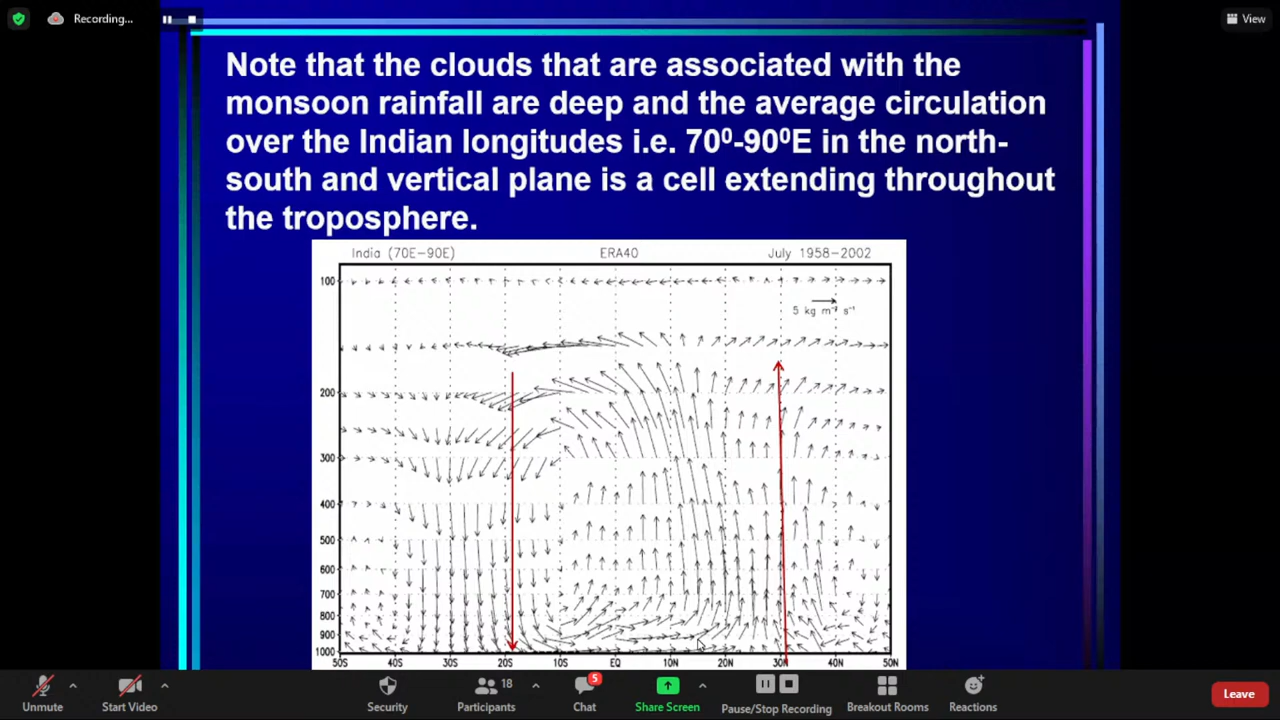 Recording...
View
Note that the clouds that are associated with the
monsoon rainfall are deep and the average circulation
over the Indian longitudes i.e. 70⁰-90⁰E in the north-
south and vertical plane is a cell extending throughout
the troposphere.
India (70E-90E) ERA40 July 1958-2002
100
5 kg m⁻¹ s⁻¹
200
300
400
500
600
700
800
900
1000
50S 40S 30S 20S 10S EQ 10N 20N 30N 40N 50N
5
18
Unmute Start Video Security Participants Chat Share Screen Pause/Stop Recording Breakout Rooms Reactions Leave